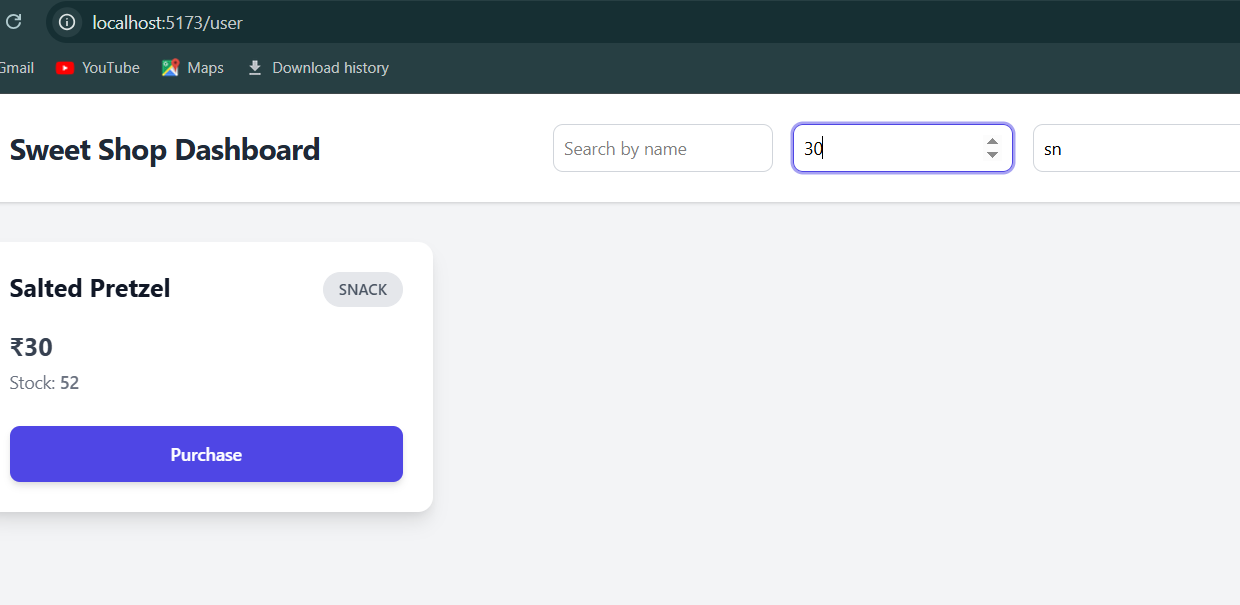 localhost:5173/user
Gmail YouTube Maps Download history
Sweet Shop Dashboard
Search by name
30
sn
Salted Pretzel
SNACK
₹30
Stock: 52
Purchase